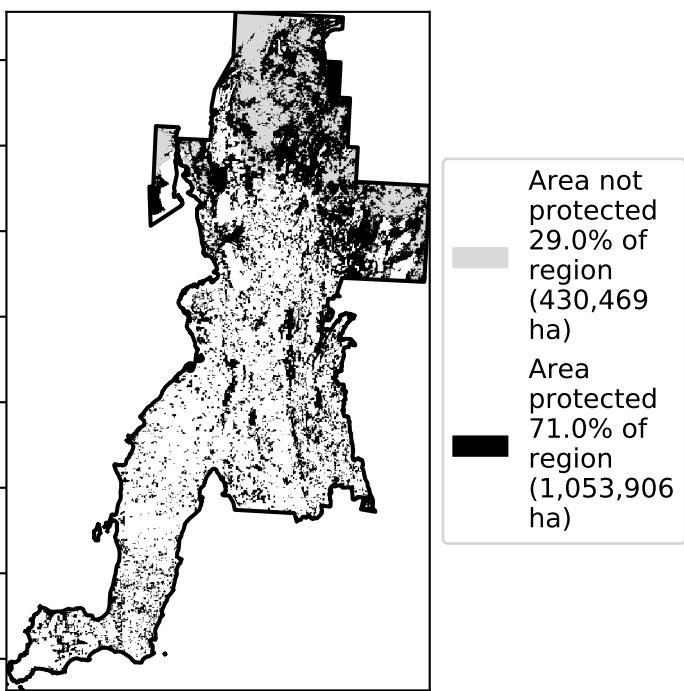 Area not
protected
29.0% of
region
(430,469
ha)
Area
protected
71.0% of
region
(1,053,906
ha)